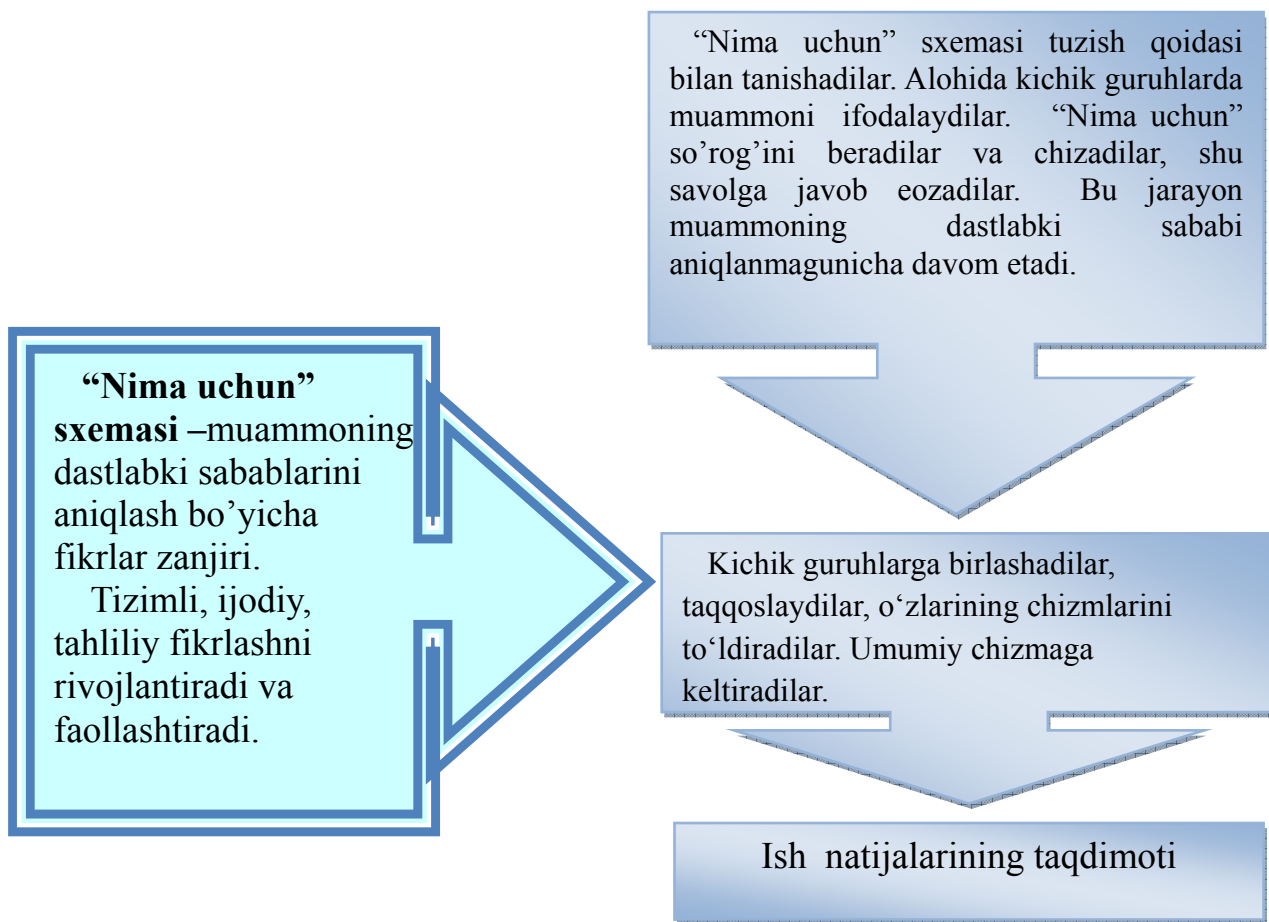 “Nima uchun”
sxemasi –muammoning
dastlabki sabablarini
aniqlash bo’yicha
fikrlar zanjiri.
Tizimli, ijodiy,
tahliliy fikrlashni
rivojlantiradi va
faollashtiradi.
“Nima uchun” sxemasi tuzish qoidasi
bilan tanishadilar. Alohida kichik guruhlarda
muammoni ifodalaydilar. “Nima uchun”
so’rog’ini beradilar va chizadilar, shu
savolga javob eozadilar. Bu jarayon
muammoning dastlabki sababi
aniqlanmagunicha davom etadi.
Kichik guruhlarga birlashadilar,
taqqoslaydilar, o‘zlarining chizmlarini
to‘ldiradilar. Umumiy chizmaga
keltiradilar.
Ish natijalarining taqdimoti